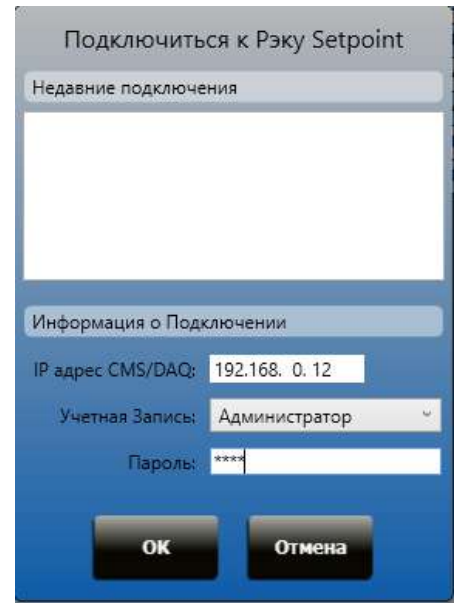 Подключиться к Рэку Setpoint
Недавние подключения
Информация о Подключении
IP адрес CMS/DAQ: 192.168. 0. 12
Учетная Запись: Администратор
Пароль: ****
OK Отмена